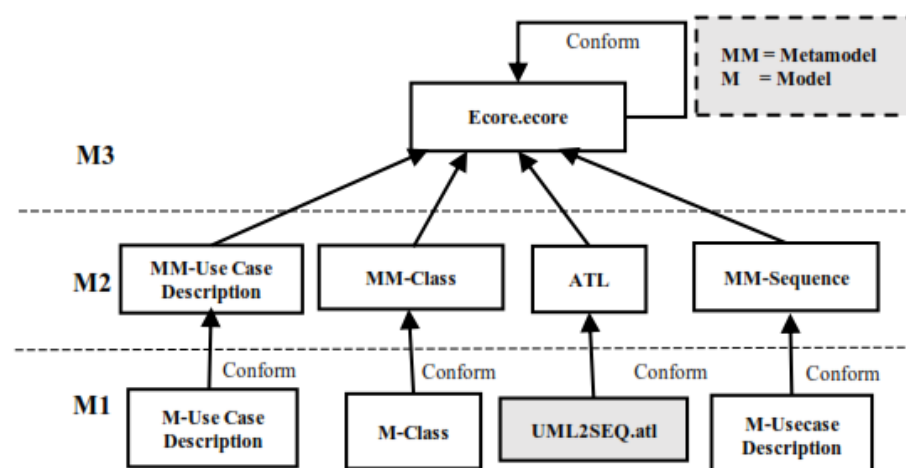 Conform
MM = Metamodel
M = Model
Ecore.ecore
M3
M2
MM-Use Case
Description
MM-Class
ATL
MM-Sequence
Conform
Conform
Conform
Conform
M1
M-Use Case
Description
M-Class
UML2SEQ.atl
M-Usecase
Description